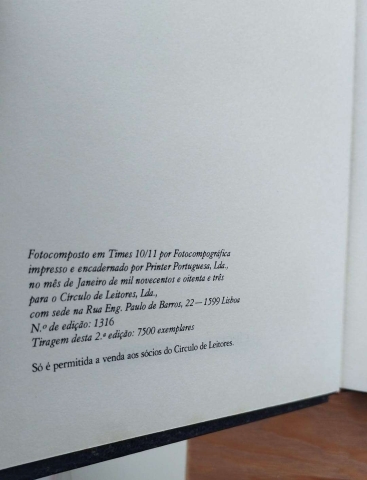 Fotocomposto em Times 10/11 por Fotocompográfica
impresso e encadernado por Printer Portuguesa, Lda.,
no mês de Janeiro de mil novecentos e oitenta e três
para o Círculo de Leitores, Lda.,
com sede na Rua Eng. Paulo de Barros, 22 — 1599 Lisboa
N.º de edição: 1316
Tiragem desta 2.ª edição: 7500 exemplares
Só é permitida a venda aos sócios do Círculo de Leitores.